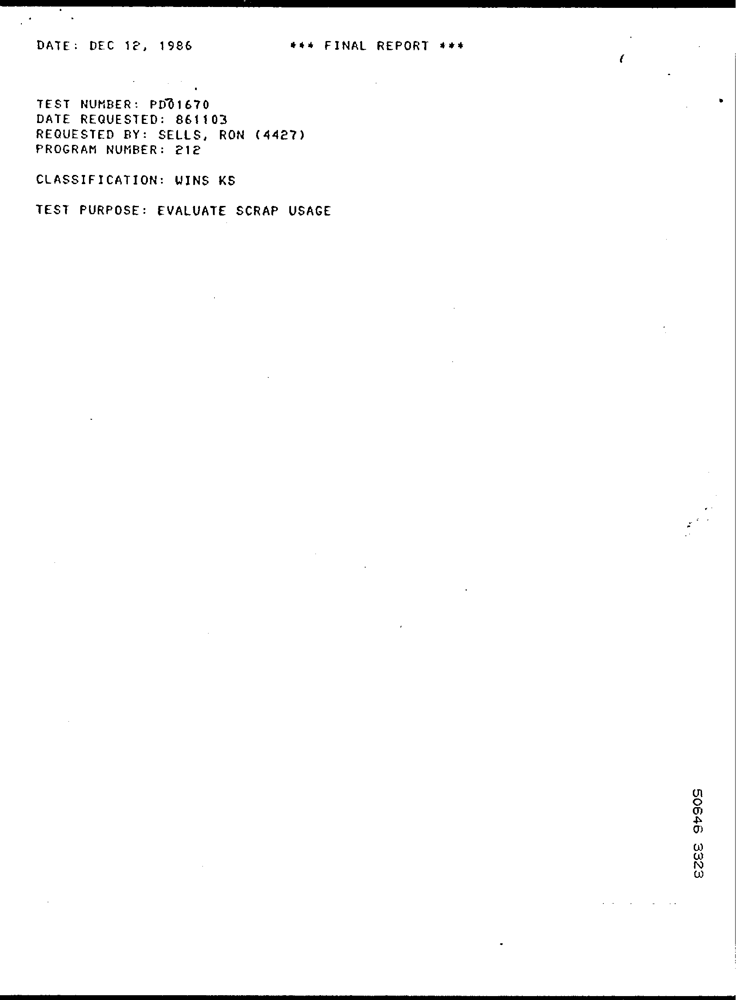 DATE: DEC 12, 1986 *** FINAL REPORT ***
TEST NUMBER: PD01670
DATE REQUESTED: 861103
REQUESTED BY: SELLS, RON (4427)
PROGRAM NUMBER: 212
CLASSIFICATION: WINS KS
TEST PURPOSE: EVALUATE SCRAP USAGE
50646 3323